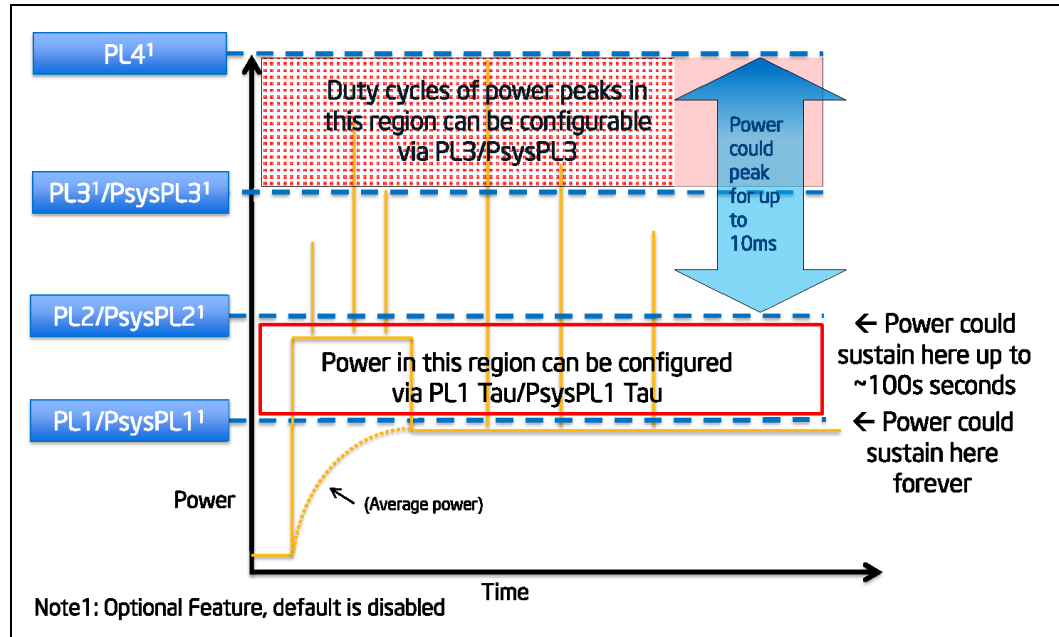 PL4¹
Duty cycles of power peaks in
this region can be configurable
via PL3/PsysPL3
Power
could
peak
for up
to
10ms
PL3¹/PsysPL3¹
PL2/PsysPL2¹
← Power could
sustain here up to
~100s seconds
Power in this region can be configured
via PL1 Tau/PsysPL1 Tau
PL1/PsysPL1¹
← Power could
sustain here
forever
Power
(Average power)
Time
Note1: Optional Feature, default is disabled